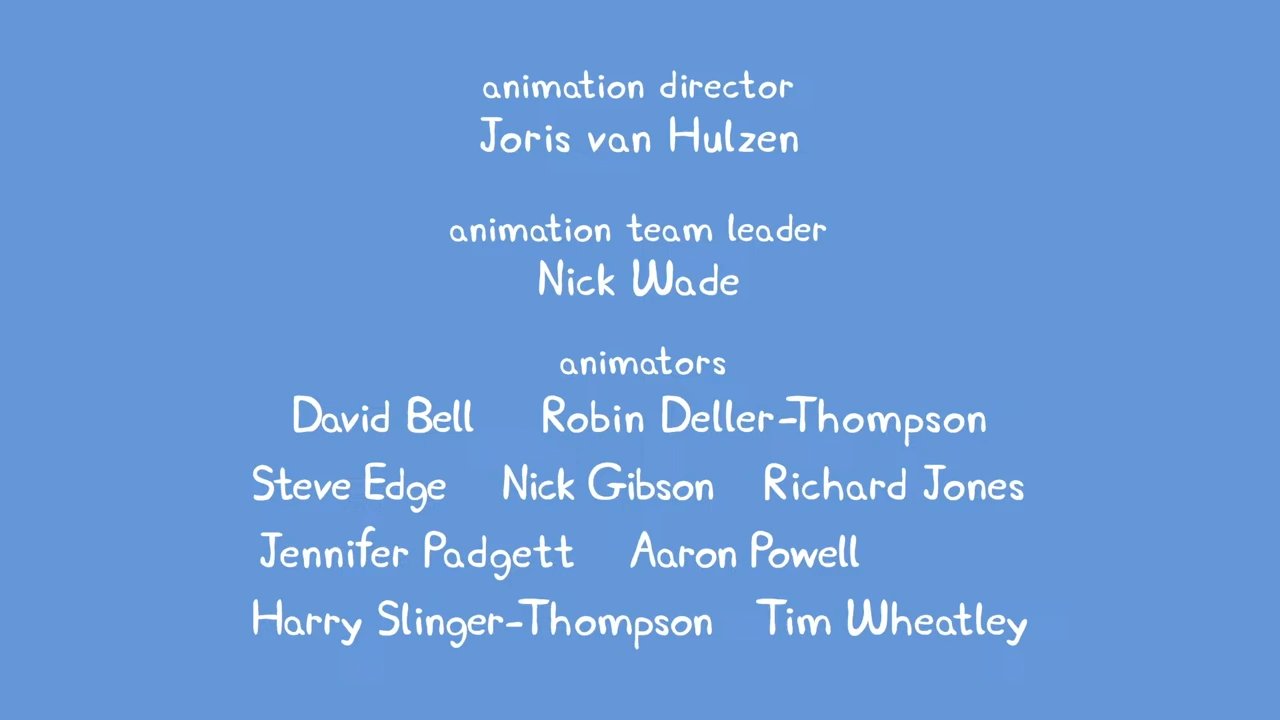 animation director
Joris van Hulzen
animation team leader
Nick Wade
animators
David Bell Robin Deller-Thompson
Steve Edge Nick Gibson Richard Jones
Jennifer Padgett Aaron Powell
Harry Slinger-Thompson Tim Wheatley